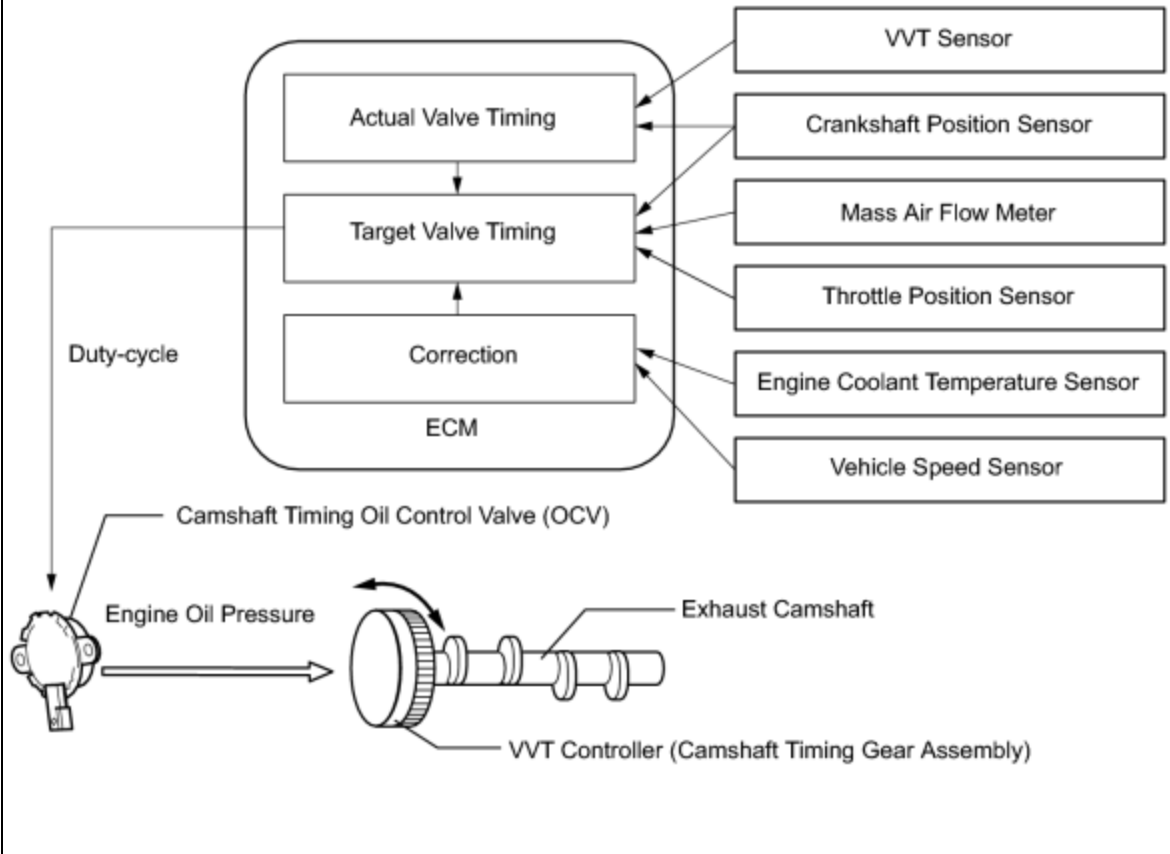 VVT Sensor
Actual Valve Timing
Crankshaft Position Sensor
Target Valve Timing
Mass Air Flow Meter
Throttle Position Sensor
Duty-cycle
Correction
Engine Coolant Temperature Sensor
ECM
Vehicle Speed Sensor
Camshaft Timing Oil Control Valve (OCV)
Engine Oil Pressure
Exhaust Camshaft
VVT Controller (Camshaft Timing Gear Assembly)